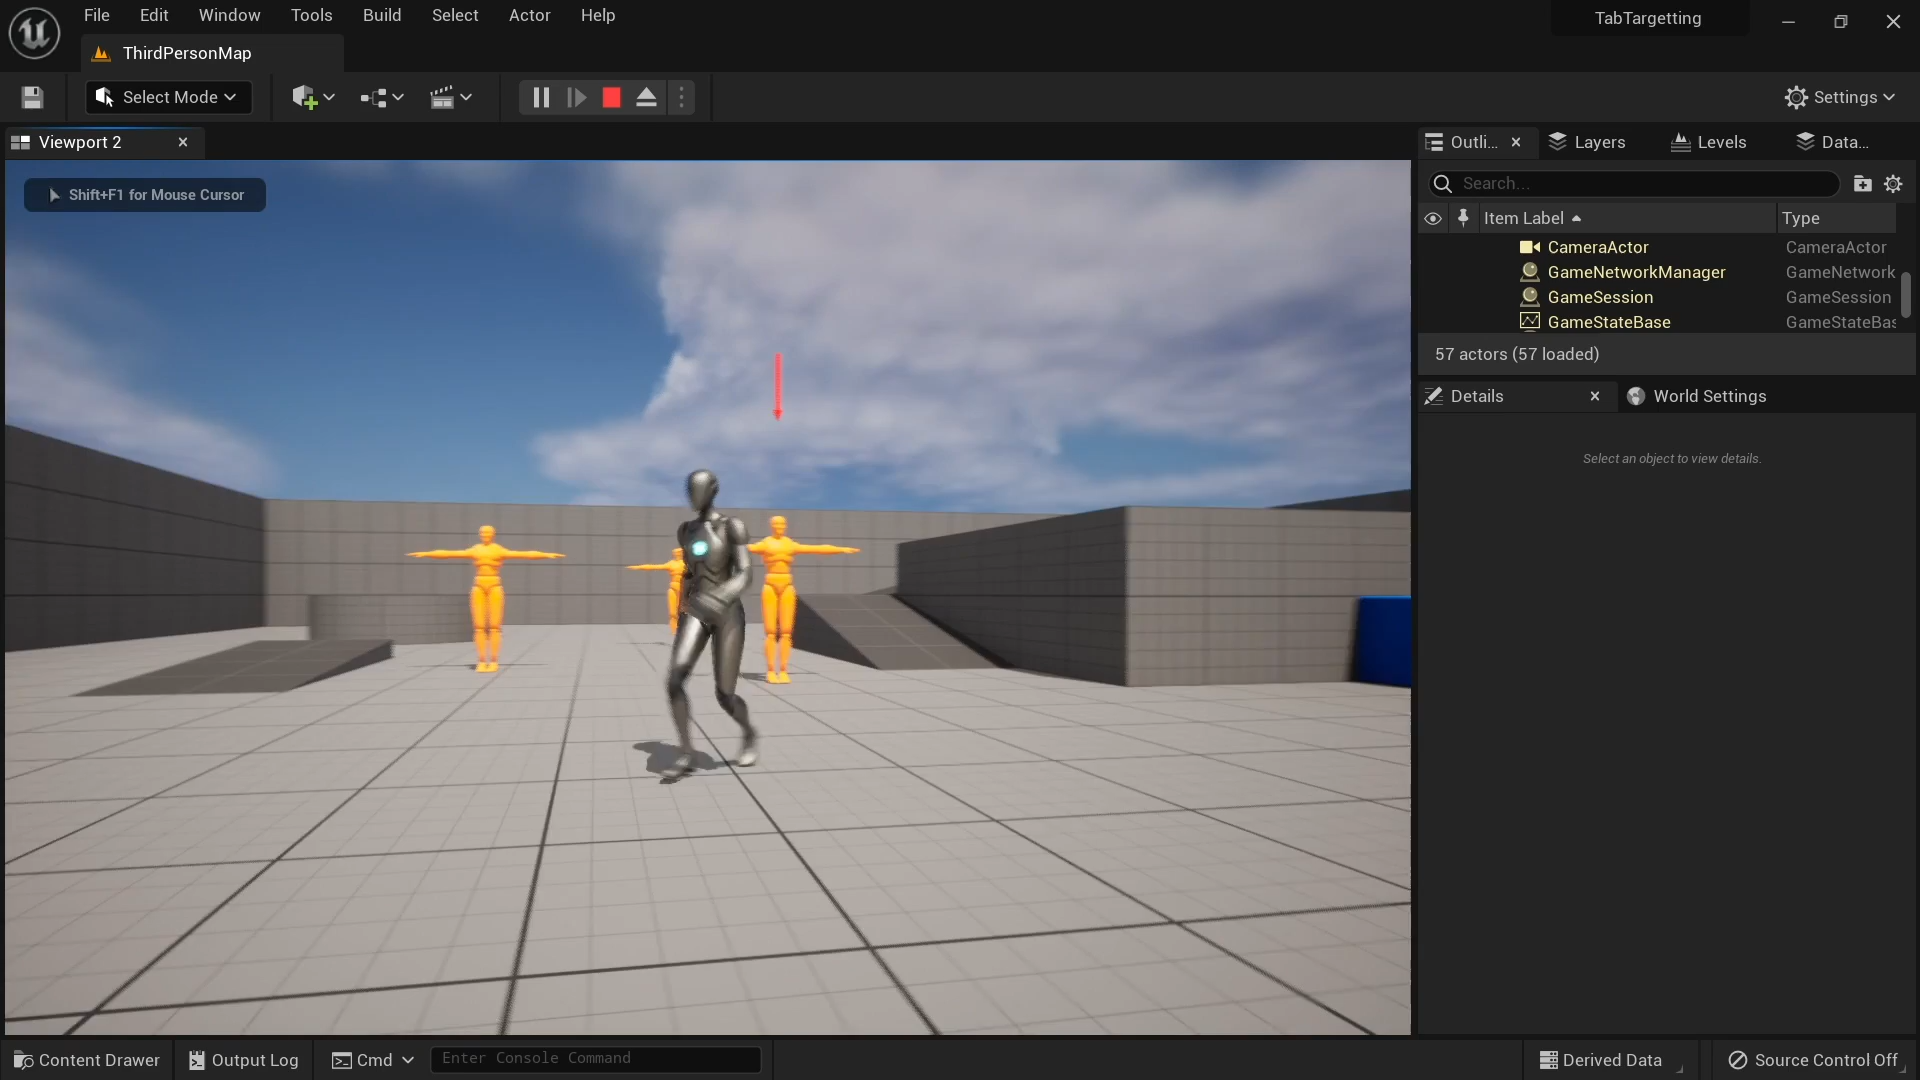 File Edit Window Tools Build Select Actor Help
TabTargetting
ThirdPersonMap
Select Mode
Settings
Viewport 2
Outli... Layers Levels Data...
Shift+F1 for Mouse Cursor
Search...
Item Label Type
CameraActor CameraActor
GameNetworkManager GameNetwork
GameSession GameSession
GameStateBase GameStateBas
57 actors (57 loaded)
Details World Settings
Select an object to view details.
Content Drawer Output Log Cmd Enter Console Command Derived Data Source Control Off